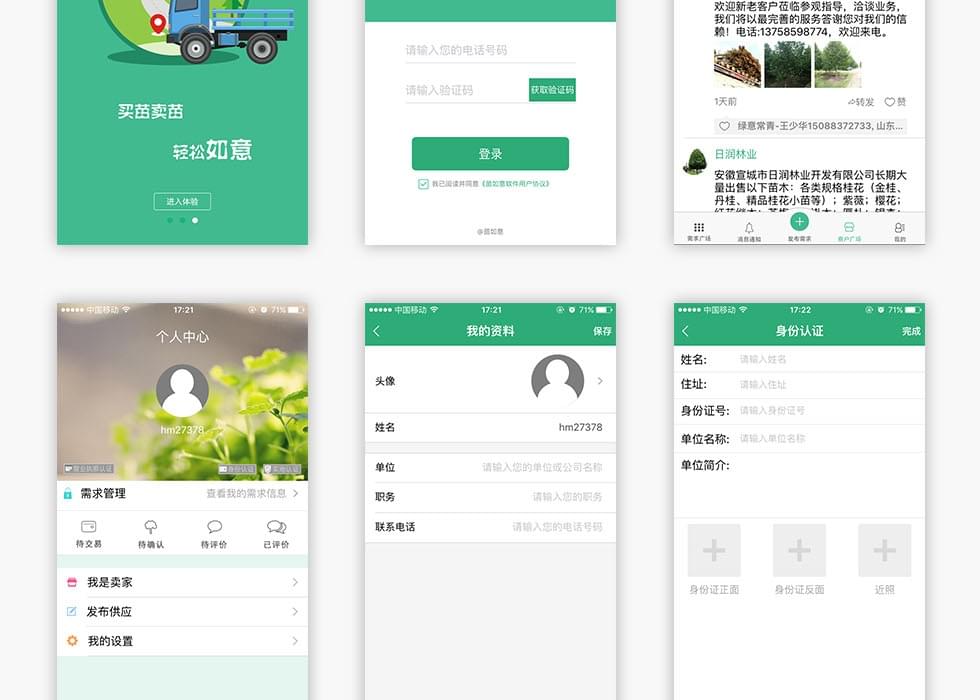 买苗卖苗
轻松如意
进入体验
请输入您的电话号码
请输入验证码
获取验证码
登录
我已阅读并同意《苗如意软件用户协议》
@苗如意
欢迎新老客户莅临参观指导，洽谈业务，
我们将以最完善的服务答谢您对我们的信
赖！电话:13758598774，欢迎来电。
1天前
转发
赞
绿意常青-王少华15088372733, 山东...
日润林业
安徽宣城市日润林业开发有限公司长期大
量出售以下苗木：各类规格桂花（金桂、
丹桂、精品桂花小苗等）；紫薇；樱花；
需求广场
消息通知
发布需求
商户广场
我的
中国移动
17:21
71%
个人中心
hm27378
营业执照认证
身份认证
实地认证
需求管理
查看我的需求信息
待交易
待确认
待评价
已评价
我是卖家
发布供应
我的设置
中国移动
17:21
71%
我的资料
保存
头像
姓名
hm27378
单位
请输入您的单位或公司名称
职务
请输入您的职务
联系电话
请输入您的电话号码
中国移动
17:22
71%
身份认证
完成
姓名:
请输入姓名
住址:
请输入住址
身份证号:
请输入身份证号
单位名称:
请输入单位名称
单位简介:
身份证正面
身份证反面
近照